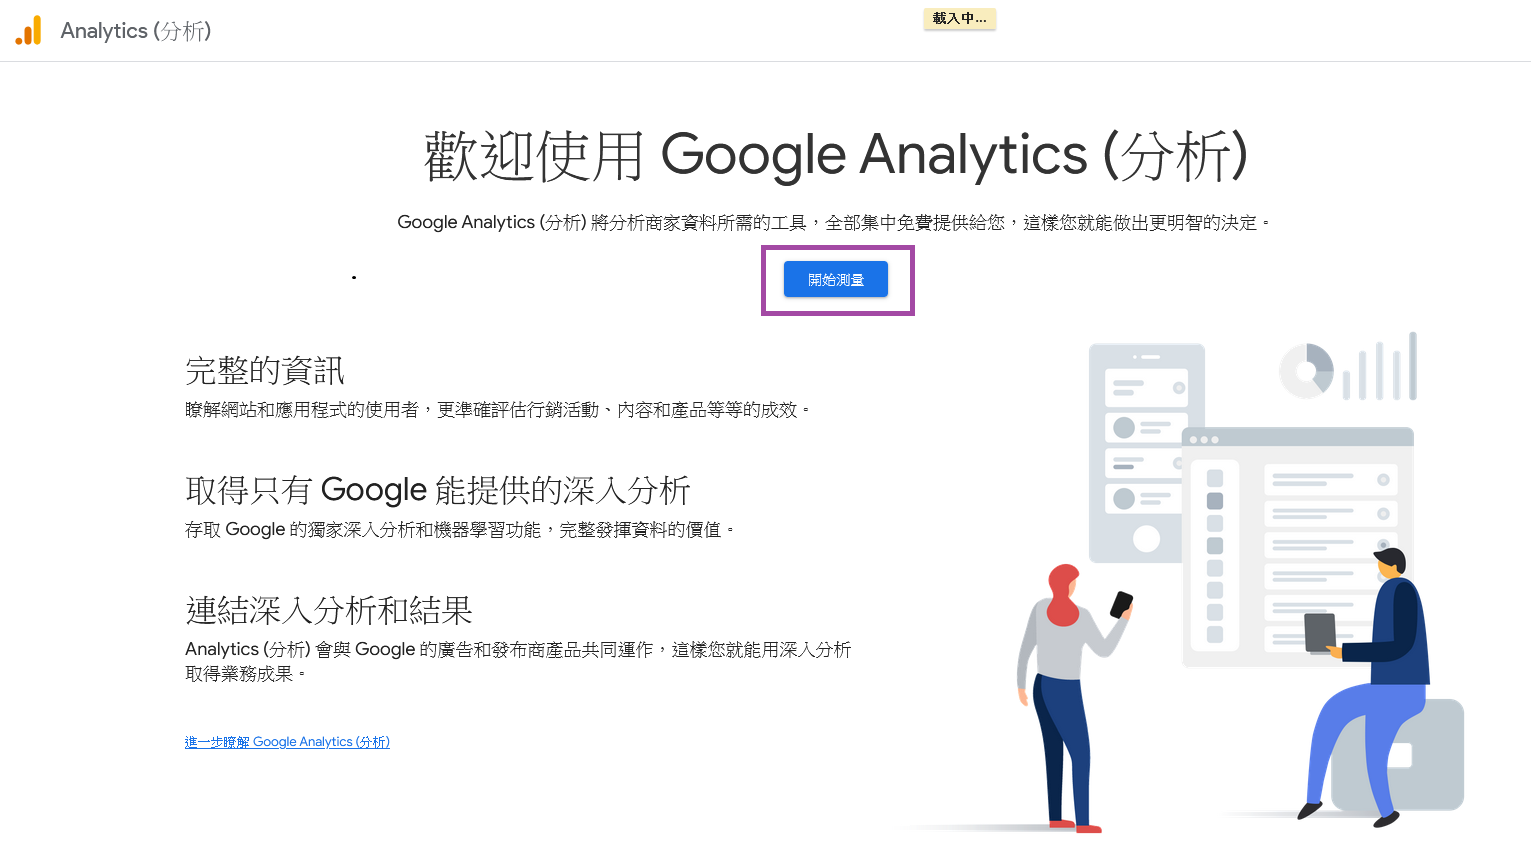 Analytics (分析)
載入中...
歡迎使用 Google Analytics (分析)
Google Analytics (分析) 將分析商家資料所需的工具，全部集中免費提供給您，這樣您就能做出更明智的決定。
開始測量
完整的資訊
瞭解網站和應用程式的使用者，更準確評估行銷活動、內容和產品等等的成效。
取得只有 Google 能提供的深入分析
存取 Google 的獨家深入分析和機器學習功能，完整發揮資料的價值。
連結深入分析和結果
Analytics (分析) 會與 Google 的廣告和發布商產品共同運作，這樣您就能用深入分析
取得業務成果。
進一步瞭解 Google Analytics (分析)